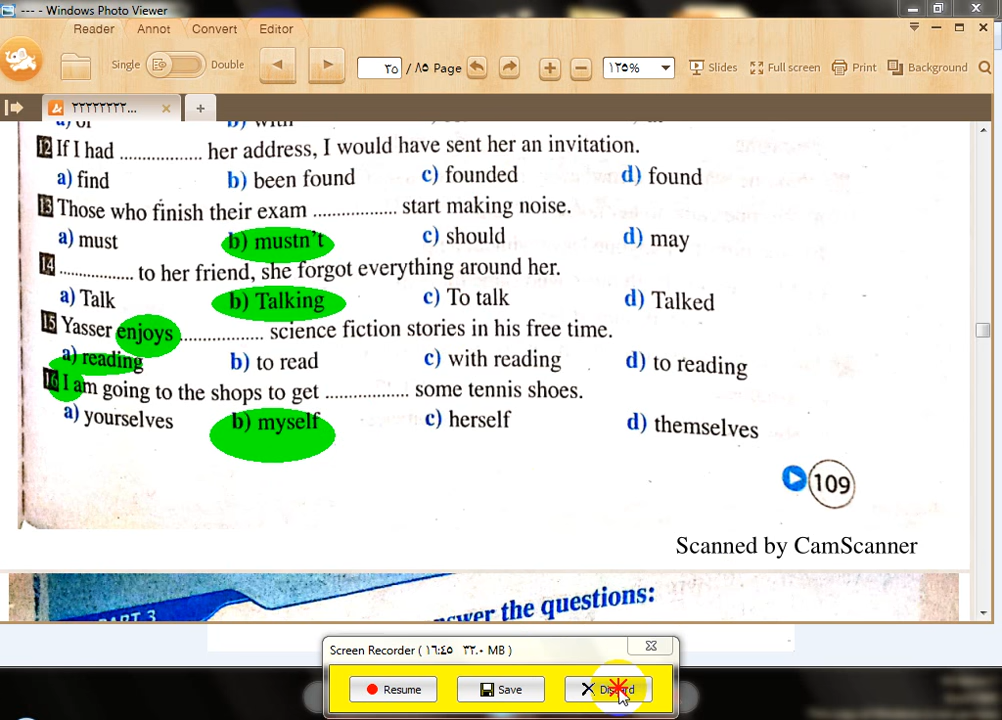 ---- - Windows Photo Viewer
Reader Annot Convert Editor
Single Double ٣٥ / ٨٥ Page ١٢٥% Slides Full screen Print Background
٢٢٢٢٢٢٢٢...
12 If I had ................. her address, I would have sent her an invitation.
a) find b) been found c) founded d) found
13 Those who finish their exam ................. start making noise.
a) must b) mustn't c) should d) may
14 ............... to her friend, she forgot everything around her.
a) Talk b) Talking c) To talk d) Talked
15 Yasser enjoys ................. science fiction stories in his free time.
a) reading b) to read c) with reading d) to reading
16 I am going to the shops to get ................. some tennis shoes.
a) yourselves b) myself c) herself d) themselves
109
Scanned by CamScanner
PART 3
the questions:
Screen Recorder ( ١٦:٤٥ ٣٢.٠ MB )
Resume Save Discard